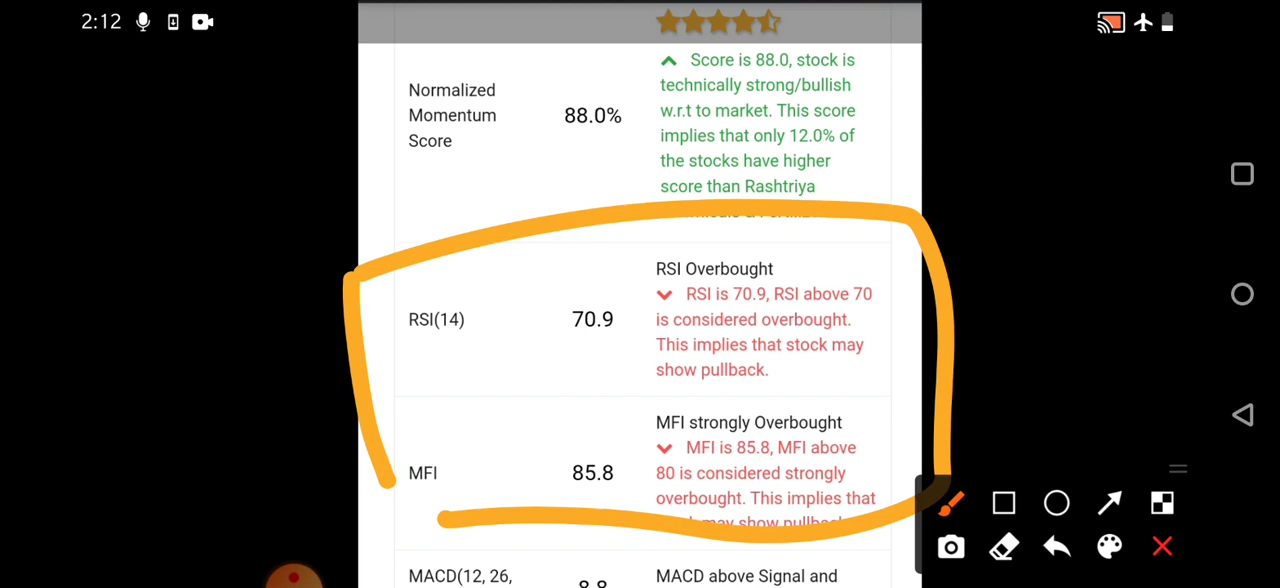 2:12
Normalized
Momentum
Score
88.0%
Score is 88.0, stock is
technically strong/bullish
w.r.t to market. This score
implies that only 12.0% of
the stocks have higher
score than Rashtriya
RSI(14)
70.9
RSI Overbought
RSI is 70.9, RSI above 70
is considered overbought.
This implies that stock may
show pullback.
MFI
85.8
MFI strongly Overbought
MFI is 85.8, MFI above
80 is considered strongly
overbought. This implies that
may show
MACD(12, 26,
8.8
MACD above Signal and